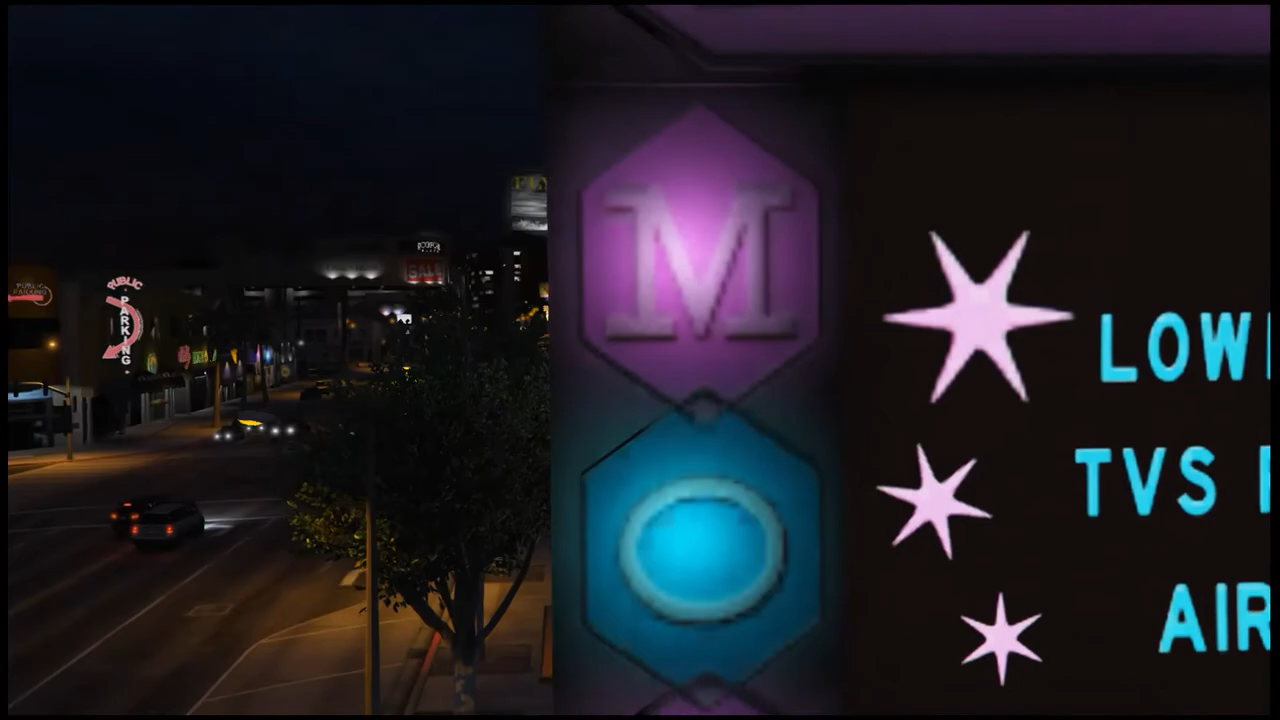 PUBLIC
PARKING
PUBLIC
PARKING
SALE
M
O
LOW
TVS
AIR